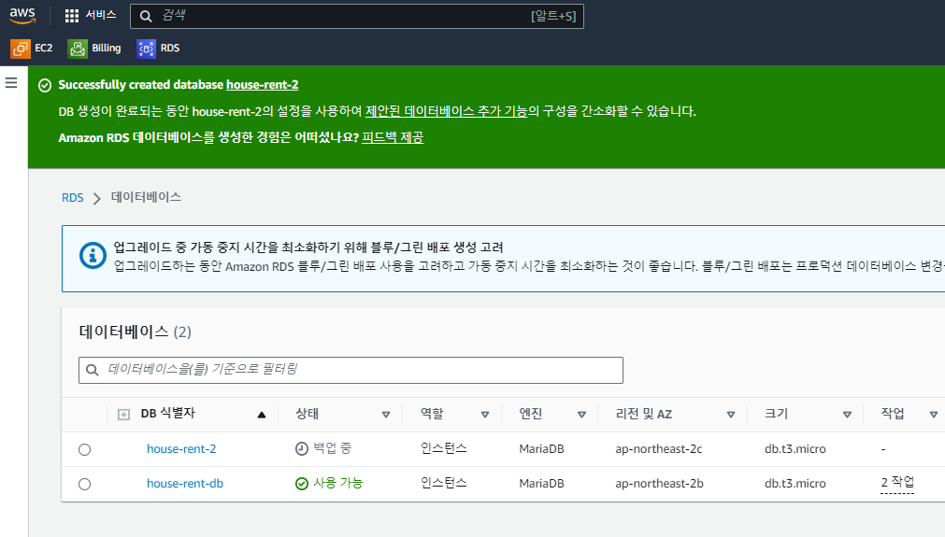 aws 서비스 검색 [알트+S]
EC2 Billing RDS
Successfully created database house-rent-2
DB 생성이 완료되는 동안 house-rent-2의 설정을 사용하여 제안된 데이터베이스 추가 기능의 구성을 간소화할 수 있습니다.
Amazon RDS 데이터베이스를 생성한 경험은 어떠셨나요? 피드백 제공
RDS 데이터베이스
업그레이드 중 가동 중지 시간을 최소화하기 위해 블루/그린 배포 생성 고려
업그레이드하는 동안 Amazon RDS 블루/그린 배포 사용을 고려하고 가동 중지 시간을 최소화하는 것이 좋습니다. 블루/그린 배포는 프로덕션 데이터베이스 변경
데이터베이스 (2)
데이터베이스을(를) 기준으로 필터링
DB 식별자 상태 역할 엔진 리전 및 AZ 크기 작업
house-rent-2 백업 중 인스턴스 MariaDB ap-northeast-2c db.t3.micro -
house-rent-db 사용 가능 인스턴스 MariaDB ap-northeast-2b db.t3.micro 2 작업